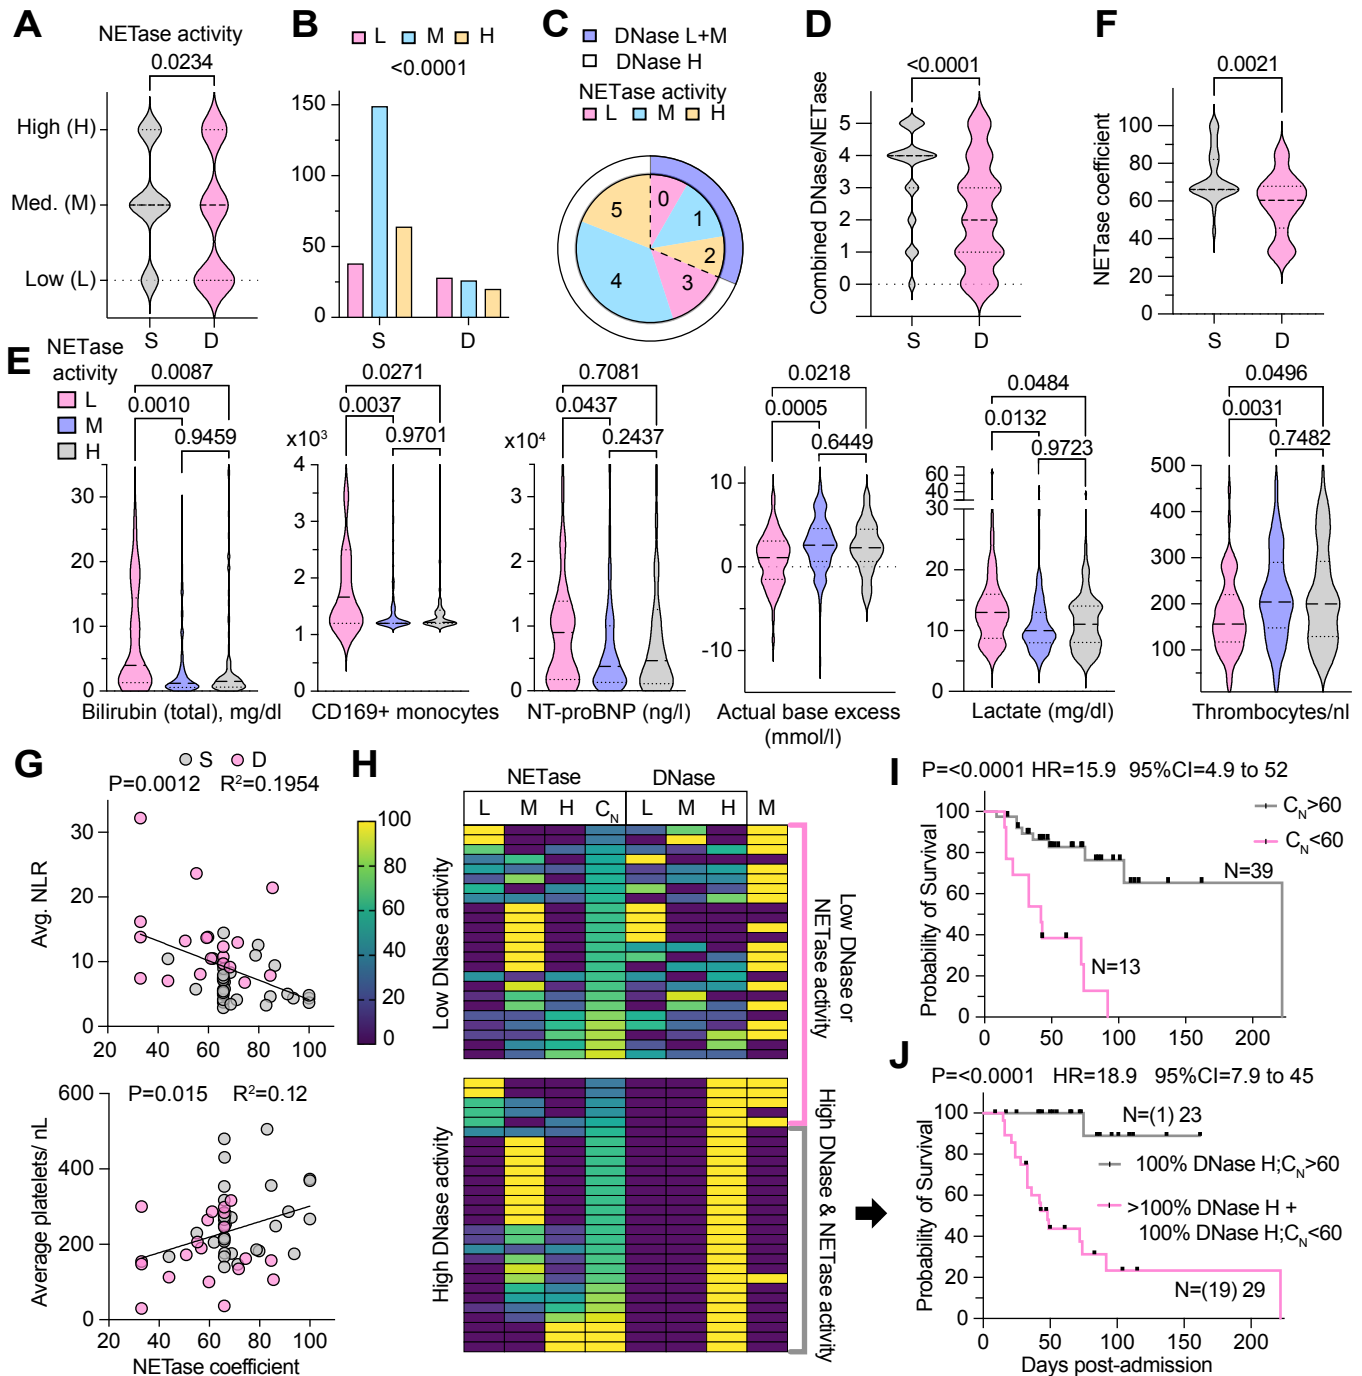 A
NETase activity
0.0234
High (H)
Med. (M)
Low (L)
S
D
B
L
M
H
<0.0001
150
100
50
0
S
D
C
DNase L+M
DNase H
NETase activity
L
M
H
0
1
2
3
4
5
D
<0.0001
Combined DNase/NETase
5
4
3
2
1
0
S
D
F
0.0021
NETase coefficient
100
80
60
40
20
0
S
D
E
NETase
activity
L
M
H
0.0087
0.0010
0.9459
30
20
10
0
Bilirubin (total), mg/dl
0.0271
0.0037
0.9701
x10³
4
3
2
1
0
CD169+ monocytes
0.7081
0.0437
0.2437
x10⁴
3
2
1
0
NT-proBNP (ng/l)
0.0218
0.0005
0.6449
10
0
-10
Actual base excess
(mmol/l)
0.0484
0.0132
0.9723
60
40
30
20
10
0
Lactate (mg/dl)
0.0496
0.0031
0.7482
500
400
300
200
100
Thrombocytes/nl
G
S
D
P=0.0012 R²=0.1954
Avg. NLR
30
20
10
0
20 40 60 80 100
P=0.015 R²=0.12
Average platelets/ nL
600
400
200
0
20 40 60 80 100
NETase coefficient
H
100
80
60
40
20
0
NETase DNase
L M H C_N L M H M
Low DNase activity
High DNase activity
Low DNase or
NETase activity
High DNase & NETase activity
I
P=<0.0001 HR=15.9 95%CI=4.9 to 52
Probability of Survival
100
80
60
40
20
0
0 50 100 150 200
C_N>60
C_N<60
N=39
N=13
J
P=<0.0001 HR=18.9 95%CI=7.9 to 45
Probability of Survival
100
80
60
40
20
0
N=(1) 23
100% DNase H;C_N>60
>100% DNase H +
100% DNase H;C_N<60
N=(19) 29
0 50 100 150 200
Days post-admission